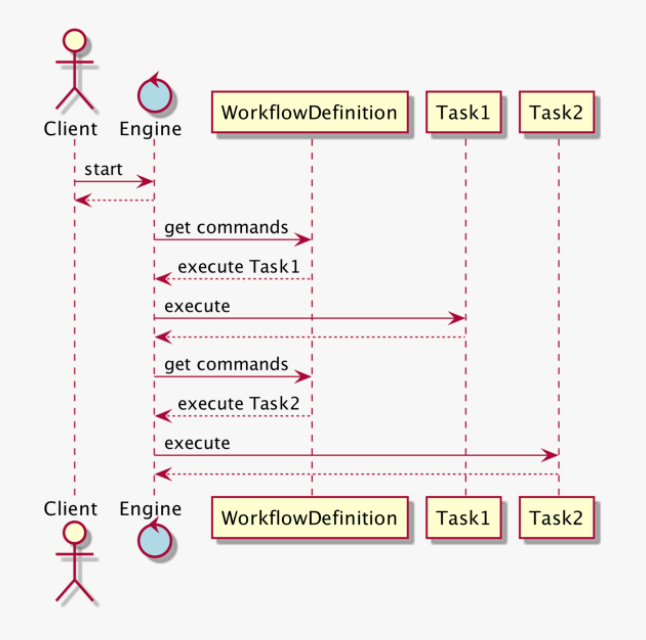 Client
Engine
WorkflowDefinition
Task1
Task2
start
get commands
execute Task1
execute
get commands
execute Task2
execute
Client
Engine
WorkflowDefinition
Task1
Task2